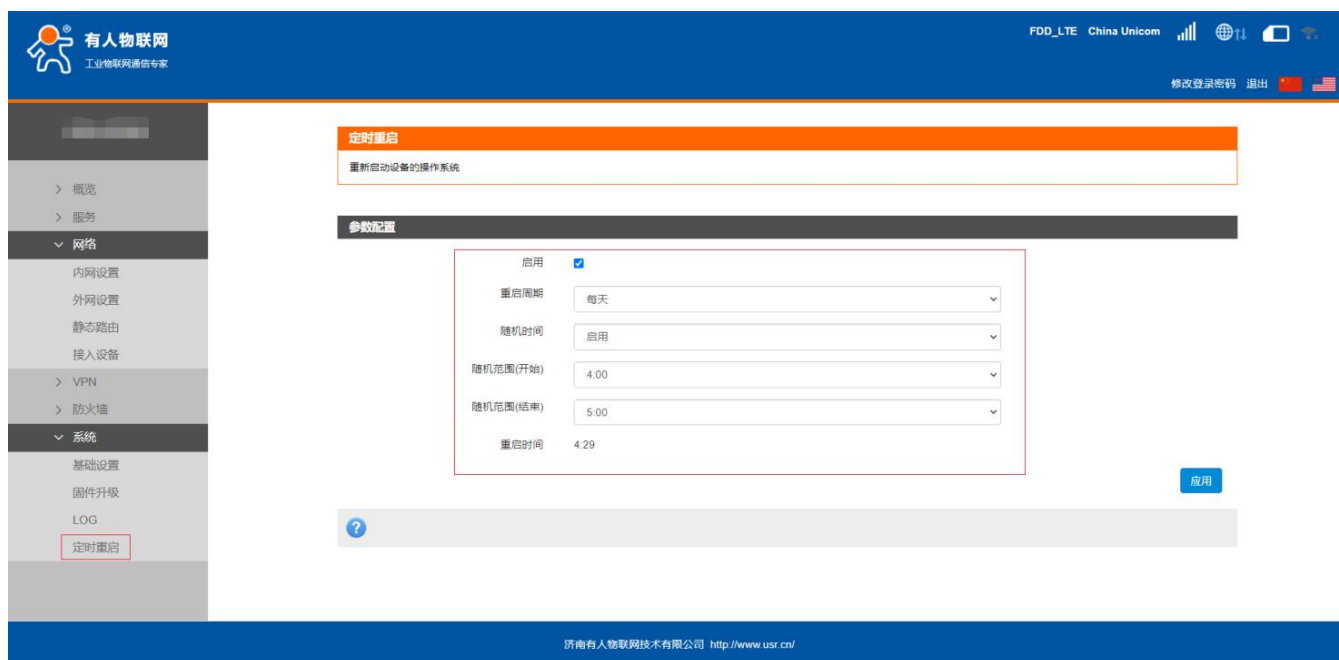 有人物联网
®
工业物联网通信专家
FDD_LTE China Unicom
修改登录密码 退出
定时重启
重新启动设备的操作系统
> 概览
> 服务
网络
内网设置
外网设置
静态路由
接入设备
> VPN
> 防火墙
系统
基础设置
固件升级
LOG
定时重启
参数配置
启用
重启周期 每天
随机时间 启用
随机范围(开始) 4:00
随机范围(结束) 5:00
重启时间 4:29
应用
?
济南有人物联网技术有限公司 http://www.usr.cn/